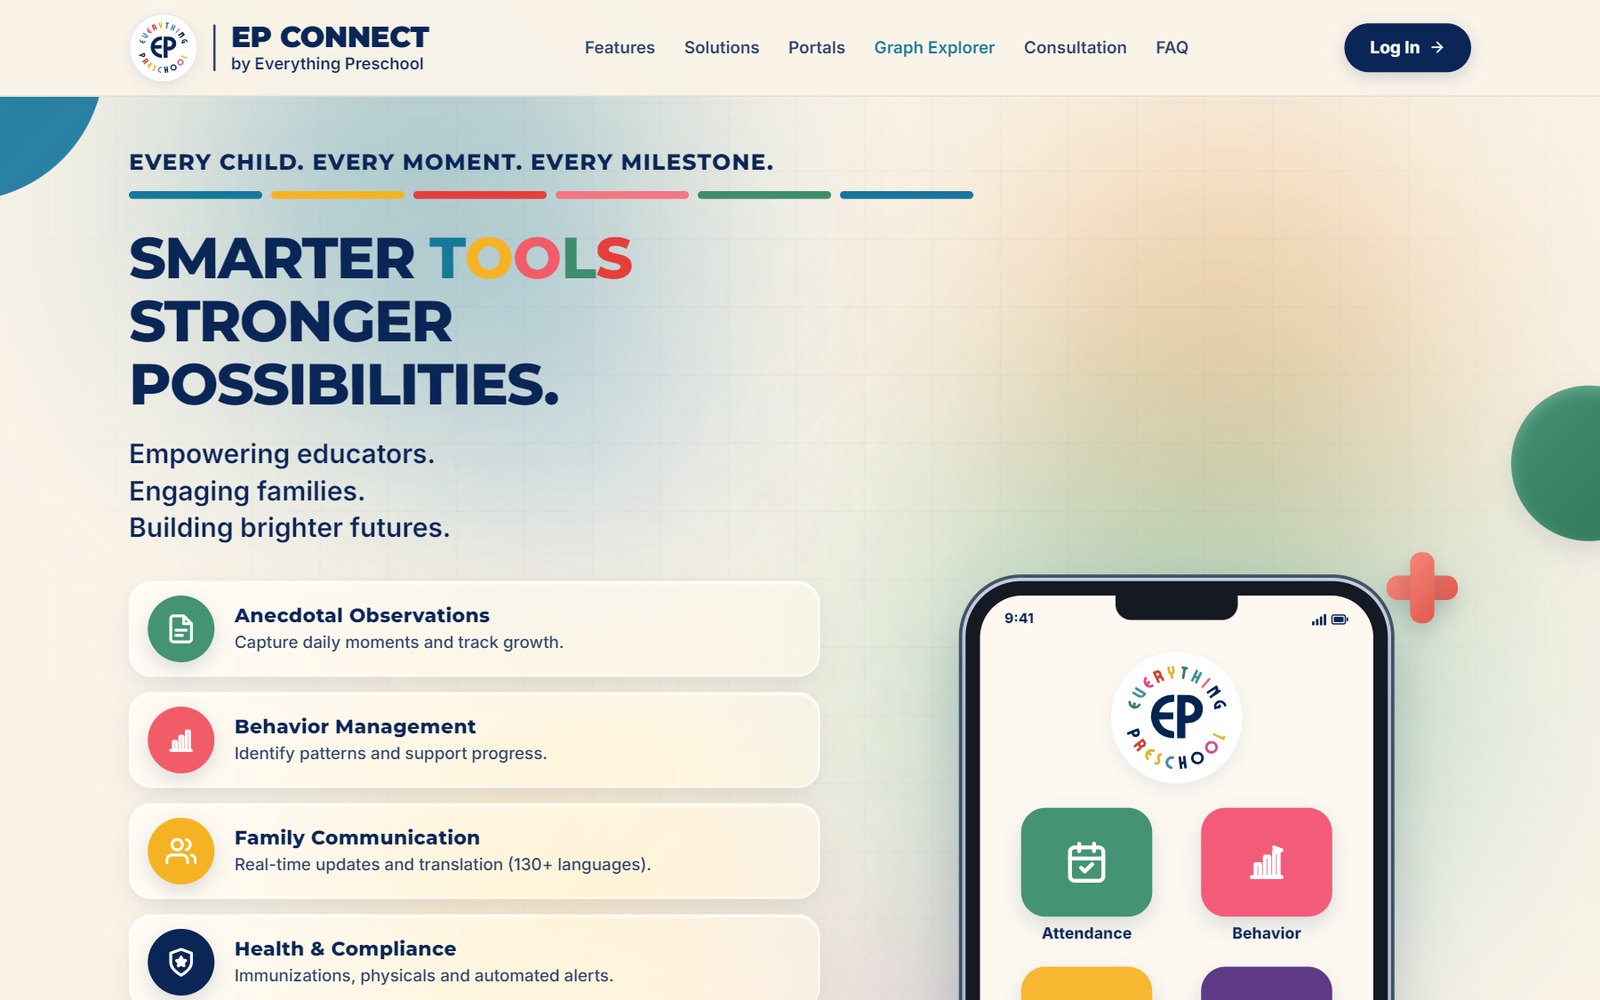 EVERYTHING
EP
PRESCHOOL
EP CONNECT
by Everything Preschool
Features
Solutions
Portals
Graph Explorer
Consultation
FAQ
Log In
EVERY CHILD. EVERY MOMENT. EVERY MILESTONE.
SMARTER TOOLS
STRONGER
POSSIBILITIES.
Empowering educators.
Engaging families.
Building brighter futures.
Anecdotal Observations
Capture daily moments and track growth.
Behavior Management
Identify patterns and support progress.
Family Communication
Real-time updates and translation (130+ languages).
Health & Compliance
Immunizations, physicals and automated alerts.
9:41
EVERYTHING
EP
PRESCHOOL
Attendance
Behavior